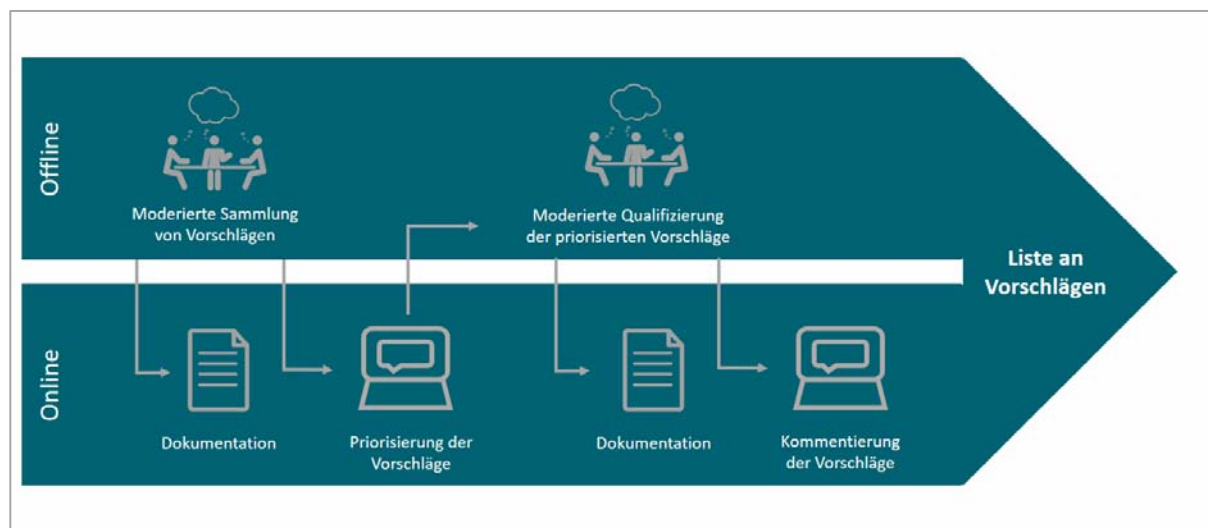 Offline
Moderierte Sammlung
von Vorschlägen
Moderierte Qualifizierung
der priorisierten Vorschläge
Liste an
Vorschlägen
Online
Dokumentation
Priorisierung der
Vorschläge
Dokumentation
Kommentierung
der Vorschläge